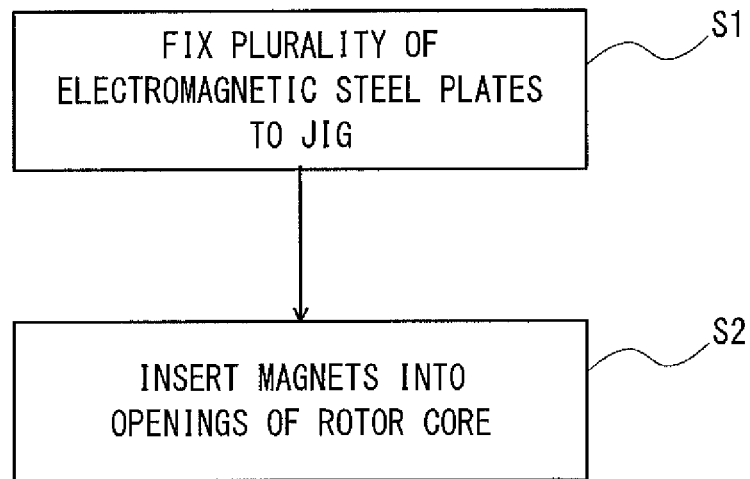 S1
FIX PLURALITY OF
ELECTROMAGNETIC STEEL PLATES
TO JIG
S2
INSERT MAGNETS INTO
OPENINGS OF ROTOR CORE